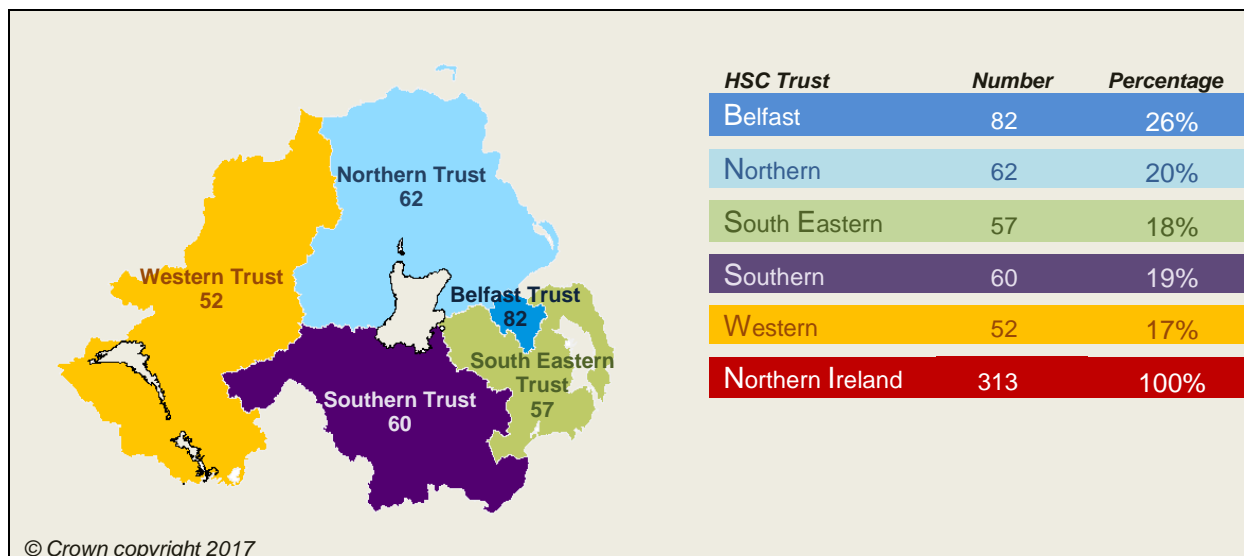 Northern Trust
62
Western Trust
52
Belfast Trust
82
South Eastern
Trust
57
Southern Trust
60
HSC Trust Number Percentage
Belfast 82 26%
Northern 62 20%
South Eastern 57 18%
Southern 60 19%
Western 52 17%
Northern Ireland 313 100%
© Crown copyright 2017